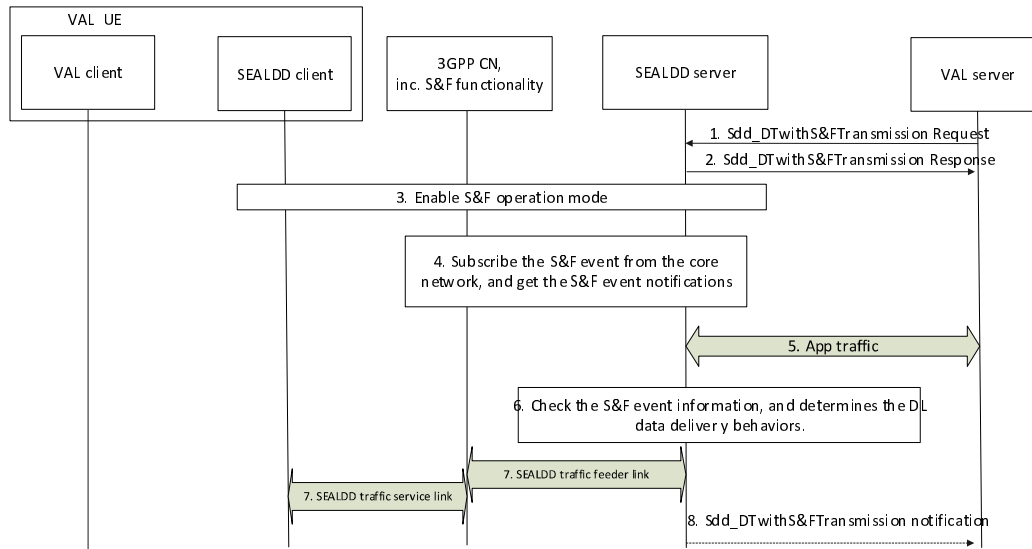 VAL UE
VAL client
SEALDD client
3GPP CN,
inc. S&F functionality
SEALDD server
VAL server
1. Sdd_DTwithS&FTransmission Request
2. Sdd_DTwithS&FTransmission Response
3. Enable S&F operation mode
4. Subscribe the S&F event from the core
network, and get the S&F event notifications
5. App traffic
6. Check the S&F event information, and determines the DL
data delivery behaviors.
7. SEALDD traffic feeder link
7. SEALDD traffic service link
8. Sdd_DTwithS&FTransmission notification